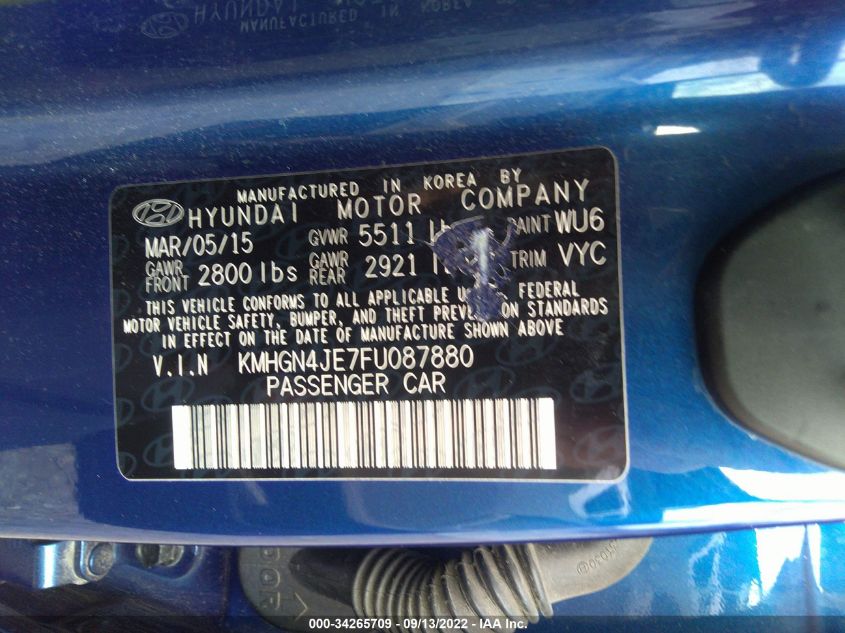 MANUFACTURED IN KOREA BY
HYUNDAI MOTOR COMPANY
MAR/05/15 GVWR 5511 PAINT WU6
GAWR FRONT 2800 lbs GAWR REAR 2921 TRIM VYC
THIS VEHICLE CONFORMS TO ALL APPLICABLE FEDERAL
MOTOR VEHICLE SAFETY, BUMPER, AND THEFT PREVENTION STANDARDS
IN EFFECT ON THE DATE OF MANUFACTURE SHOWN ABOVE
V.I.N KMHGN4JE7FU087880
PASSENGER CAR
000-34265709 - 09/13/2022 - IAA Inc.